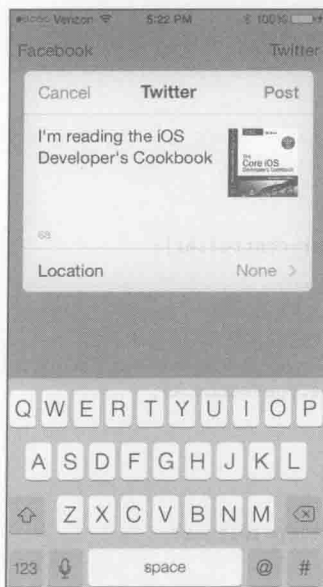 Verizon 5:22 PM 100%
Facebook Twitter
Cancel Twitter Post
I'm reading the iOS
Developer's Cookbook
The
Core iOS
Developer's Cookbook
68
Location None >
Q W E R T Y U I O P
A S D F G H J K L
Z X C V B N M
123 space @ #